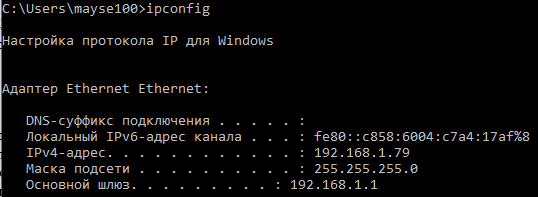 C:\Users\mayse100>ipconfig
Настройка протокола IP для Windows
Адаптер Ethernet Ethernet:
DNS-суффикс подключения . . . . . :
Локальный IPv6-адрес канала . . . : fe80::c858:6004:c7a4:17af%8
IPv4-адрес. . . . . . . . . . . . : 192.168.1.79
Маска подсети . . . . . . . . . . : 255.255.255.0
Основной шлюз. . . . . . . . . : 192.168.1.1